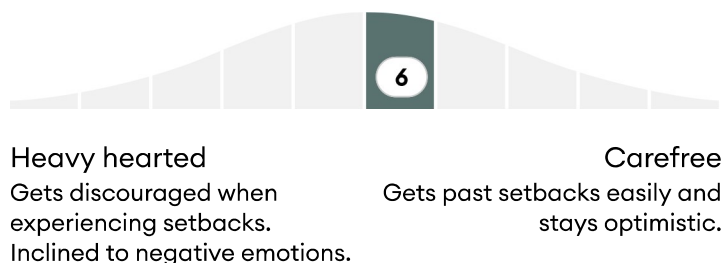 6
Heavy hearted
Gets discouraged when
experiencing setbacks.
Inclined to negative emotions.
Carefree
Gets past setbacks easily and
stays optimistic.